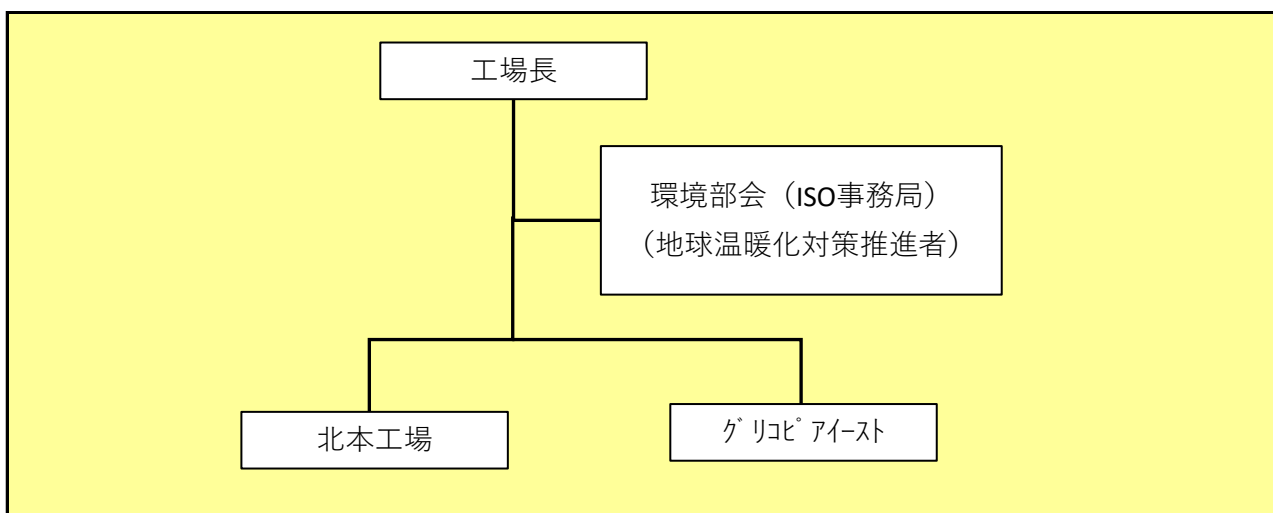 工場長
環境部会（ISO事務局）
（地球温暖化対策推進者）
北本工場
ｸﾞﾘｺﾋﾟｱｲｰｽﾄ